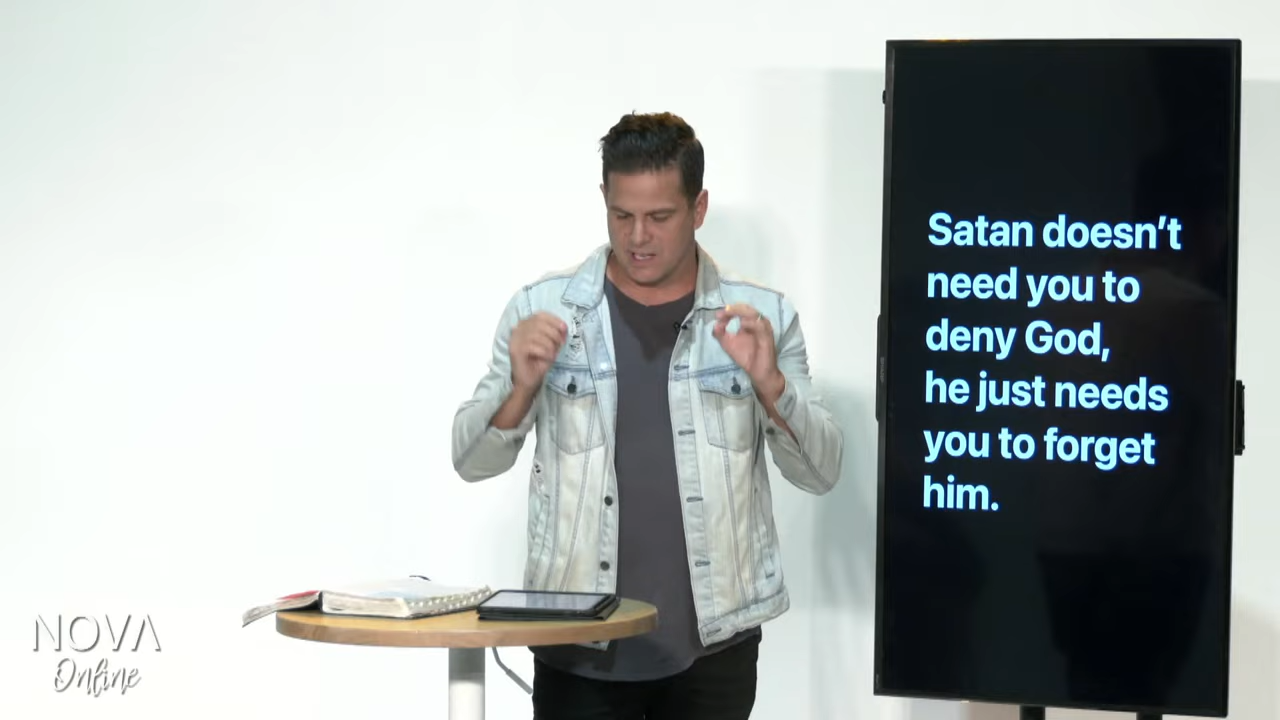 Satan doesn't
need you to
deny God,
he just needs
you to forget
him.
NOVA
Online